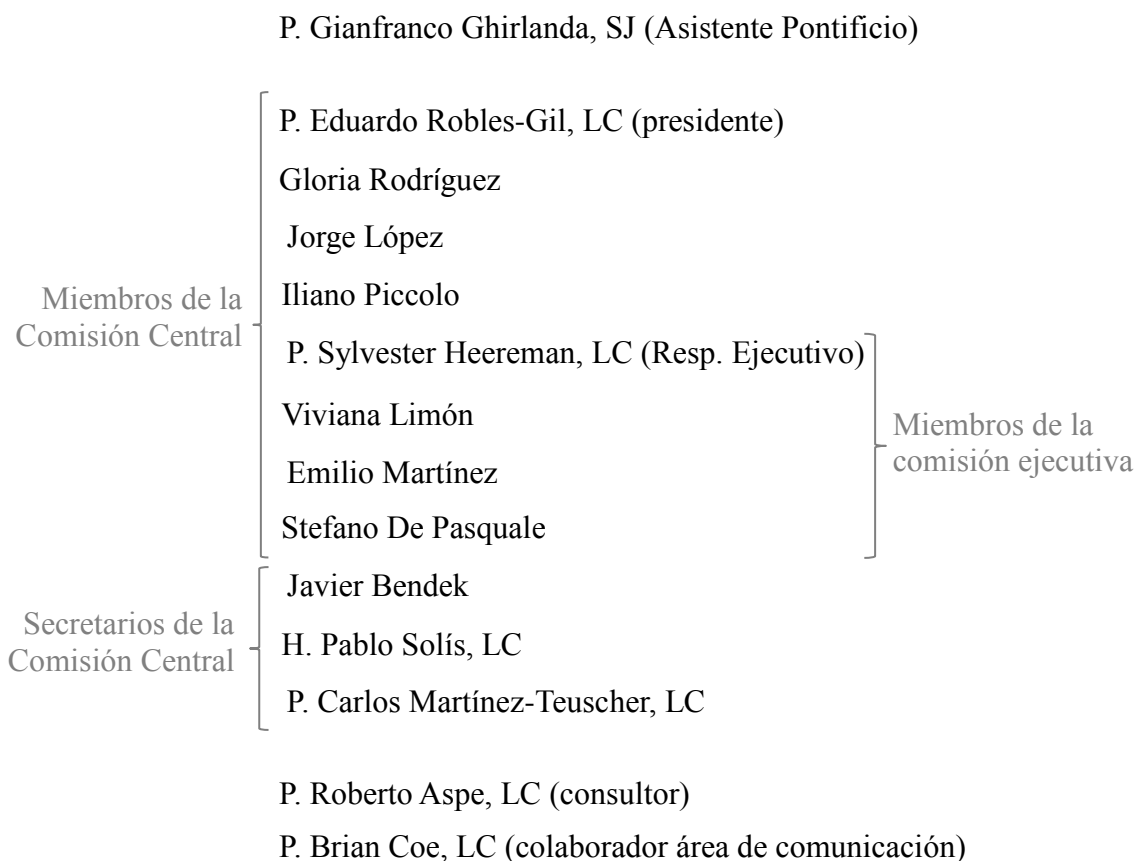 P. Gianfranco Ghirlanda, SJ (Asistente Pontificio)
P. Eduardo Robles-Gil, LC (presidente)
Gloria Rodríguez
Jorge López
Iliano Piccolo
Miembros de la
Comisión Central
P. Sylvester Heereman, LC (Resp. Ejecutivo)
Viviana Limón
Emilio Martínez
Stefano De Pasquale
Miembros de la
comisión ejecutiva
Javier Bendek
H. Pablo Solís, LC
P. Carlos Martínez-Teuscher, LC
Secretarios de la
Comisión Central
P. Roberto Aspe, LC (consultor)
P. Brian Coe, LC (colaborador área de comunicación)